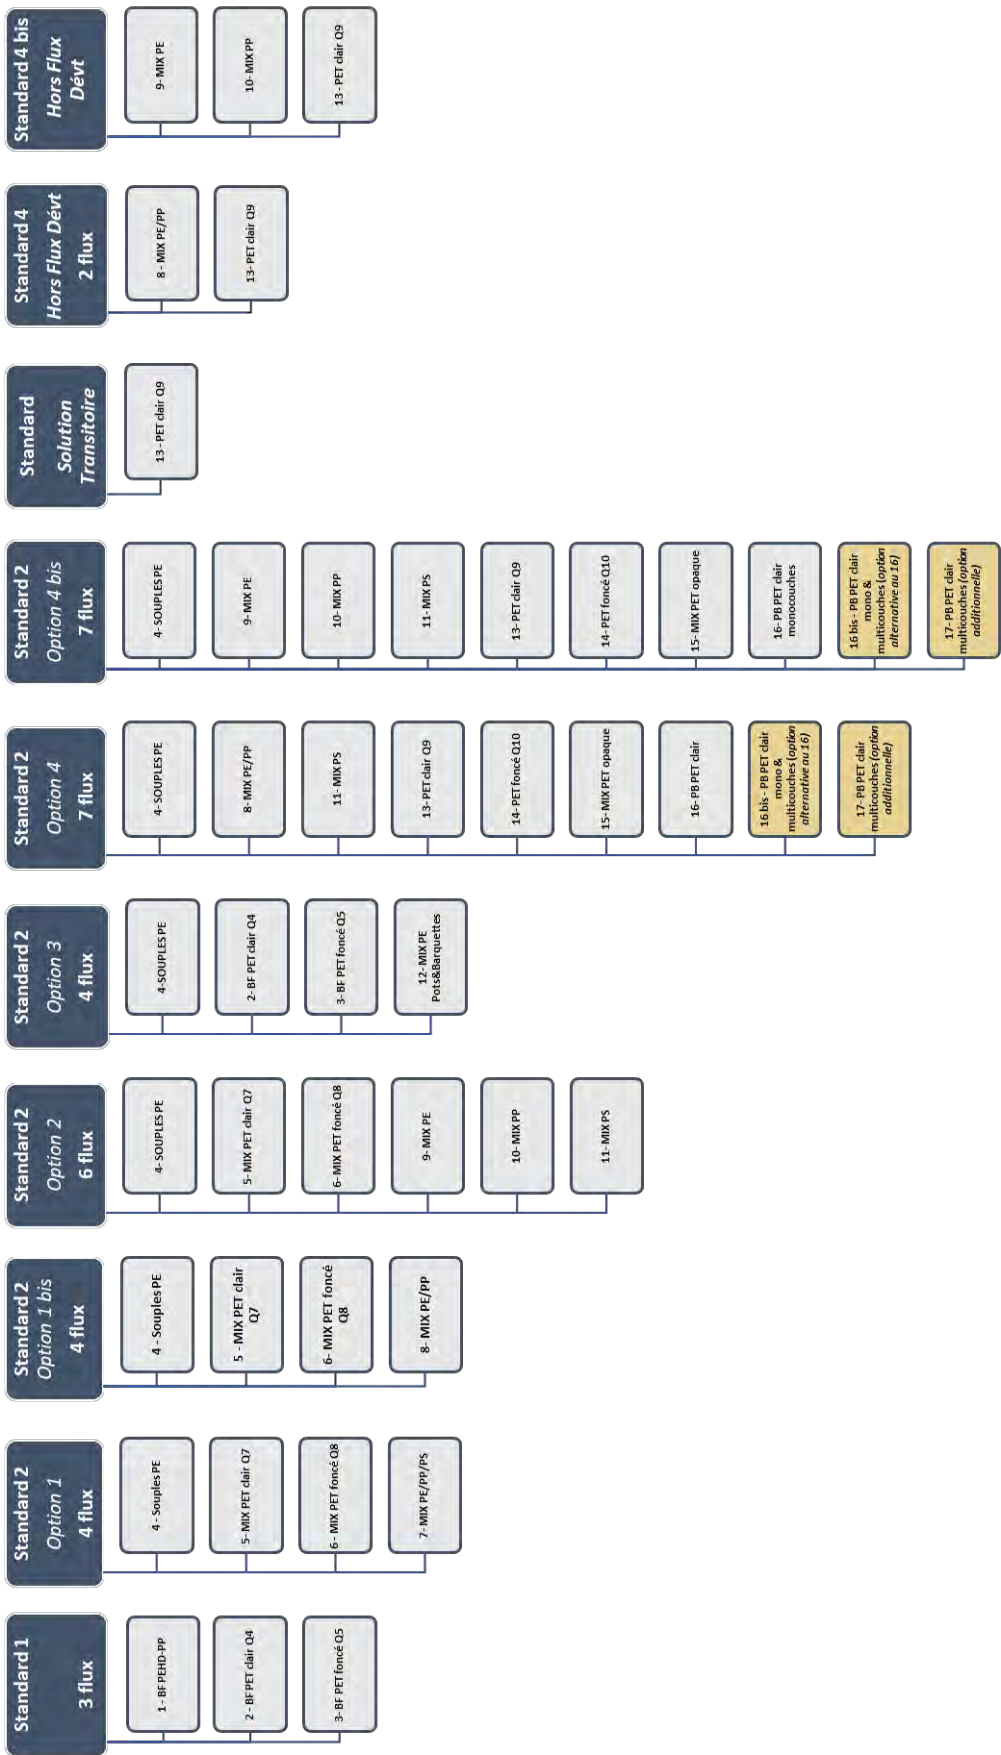 Standard 1
3 flux
1 - BF PEHD-PP
2 - BF PET clair Q4
3- BF PET foncé Q5
Standard 2
Option 1
4 flux
4 - Souples PE
5- MIX PET clair Q7
6 - MIX PET foncé Q8
7- MIX PE/PP/PS
Standard 2
Option 1 bis
4 flux
4 - Souples PE
5 - MIX PET clair
Q7
6- MIX PET foncé
Q8
8- MIX PE/PP
Standard 2
Option 2
6 flux
4- SOUPLES PE
5- MIX PET clair Q7
6-MIX PET foncé Q8
9- MIX PE
10- MIX PP
11- MIX PS
Standard 2
Option 3
4 flux
4-SOUPLES PE
2- BF PET clair Q4
3- BF PET foncé Q5
12- MIX PE
Pots&Barquettes
Standard 2
Option 4
7 flux
4- SOUPLES PE
8- MIX PE/PP
11- MIX PS
13- PET clair Q9
14- PET foncé Q10
15- MIX PET opaque
16- PB PET clair
16 bis - PB PET clair
mono &
multicouches (option
alternative au 16)
17- PB PET clair
multicouches (option
additionnelle)
Standard 2
Option 4 bis
7 flux
4- SOUPLES PE
9- MIX PE
10- MIX PP
11- MIX PS
13- PET clair Q9
14- PET foncé Q10
15- MIX PET opaque
16- PB PET clair
monocouches
16 bis - PB PET clair
mono &
multicouches (option
alternative au 16)
17- PB PET clair
multicouches (option
additionnelle)
Standard
Solution
Transitoire
13 - PET clair Q9
Standard 4
Hors Flux Dévt
2 flux
8 - MIX PE/PP
13- PET clair Q9
Standard 4 bis
Hors Flux
Dévt
9- MIX PE
10- MIX PP
13 - PET clair Q9